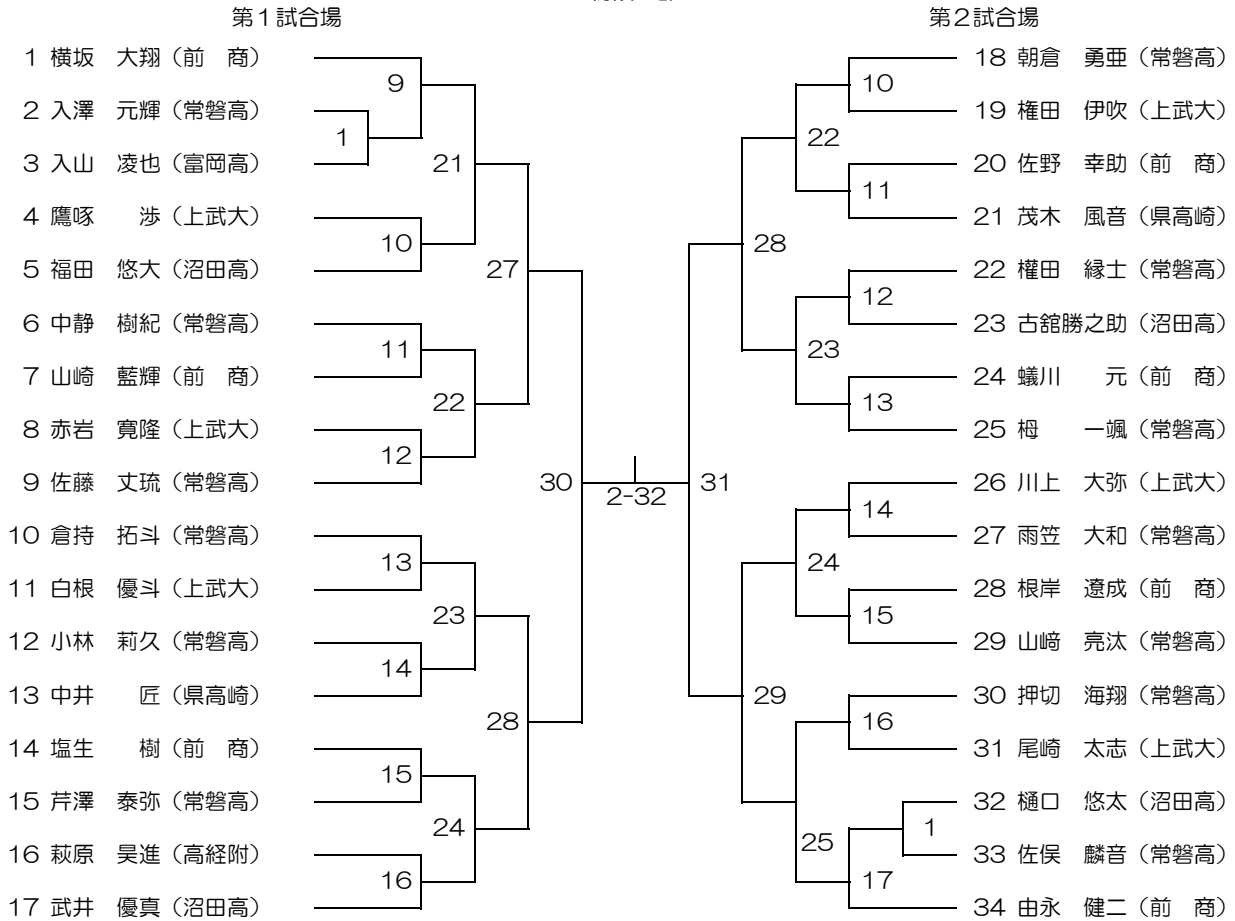 第1試合場
1 横坂　大翔（前　商）
2 入澤　元輝（常磐高）
3 入山　凌也（富岡高）
4 鷹啄　　渉（上武大）
5 福田　悠大（沼田高）
6 中静　樹紀（常磐高）
7 山崎　藍輝（前　商）
8 赤岩　寛隆（上武大）
9 佐藤　丈琉（常磐高）
10 倉持　拓斗（常磐高）
11 白根　優斗（上武大）
12 小林　莉久（常磐高）
13 中井　　匠（県高崎）
14 塩生　　樹（前　商）
15 芹澤　泰弥（常磐高）
16 萩原　昊進（高経附）
17 武井　優真（沼田高）
9
1
21
10
27
11
22
12
30
13
23
14
28
15
24
16
2-32
第2試合場
18 朝倉　勇亜（常磐高）
19 権田　伊吹（上武大）
20 佐野　幸助（前　商）
21 茂木　風音（県高崎）
22 權田　縁士（常磐高）
23 古舘勝之助（沼田高）
24 蟻川　　元（前　商）
25 栂　　一颯（常磐高）
26 川上　大弥（上武大）
27 雨笠　大和（常磐高）
28 根岸　遼成（前　商）
29 山﨑　亮汰（常磐高）
30 押切　海翔（常磐高）
31 尾崎　太志（上武大）
32 樋口　悠太（沼田高）
33 佐俣　麟音（常磐高）
34 由永　健二（前　商）
10
22
11
28
12
23
13
31
14
24
15
29
16
1
25
17